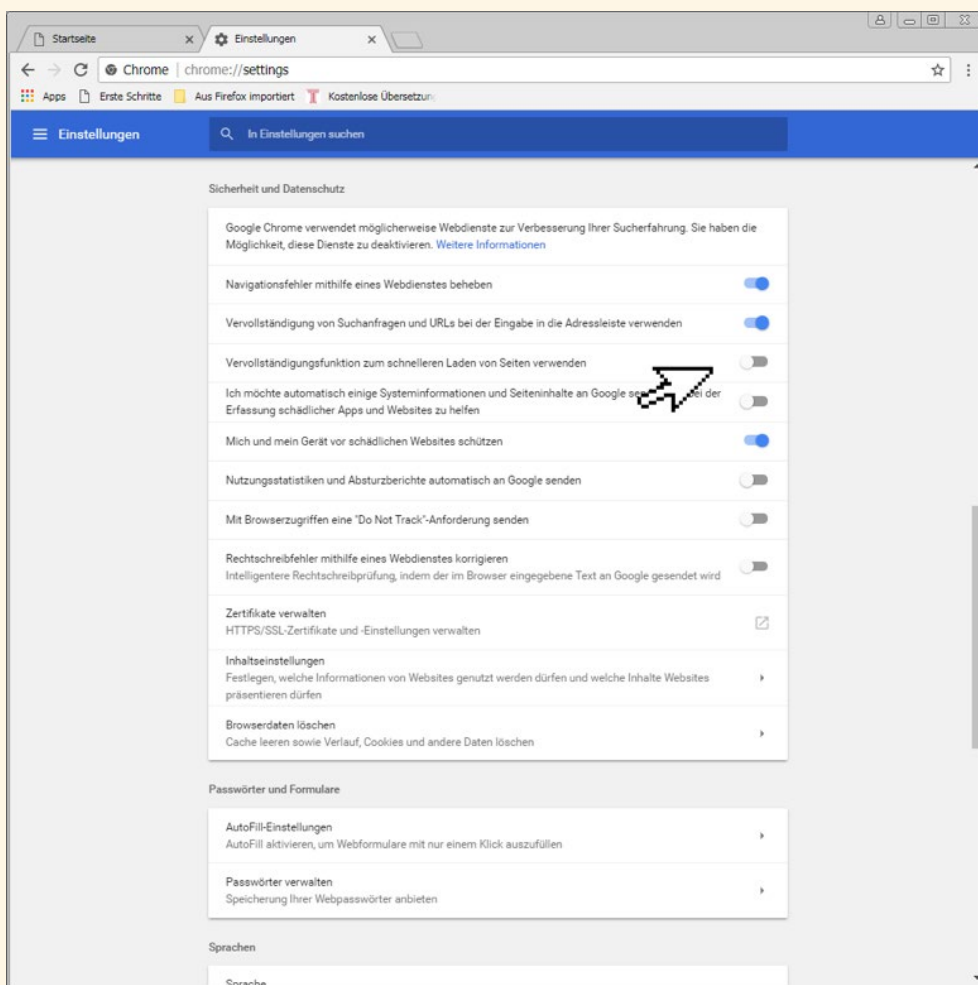 Startseite
Einstellungen
Chrome | chrome://settings
Apps Erste Schritte Aus Firefox importiert Kostenlose Übersetzung
Einstellungen
In Einstellungen suchen
Sicherheit und Datenschutz
Google Chrome verwendet möglicherweise Webdienste zur Verbesserung Ihrer Sucherfahrung. Sie haben die
Möglichkeit, diese Dienste zu deaktivieren. Weitere Informationen
Navigationsfehler mithilfe eines Webdienstes beheben
Vervollständigung von Suchanfragen und URLs bei der Eingabe in die Adressleiste verwenden
Vervollständigungsfunktion zum schnelleren Laden von Seiten verwenden
Ich möchte automatisch einige Systeminformationen und Seiteninhalte an Google der
Erfassung schädlicher Apps und Websites zu helfen
Mich und mein Gerät vor schädlichen Websites schützen
Nutzungsstatistiken und Absturzberichte automatisch an Google senden
Mit Browserzugriffen eine "Do Not Track"-Anforderung senden
Rechtschreibfehler mithilfe eines Webdienstes korrigieren
Intelligentere Rechtschreibprüfung, indem der im Browser eingegebene Text an Google gesendet wird
Zertifikate verwalten
HTTPS/SSL-Zertifikate und -Einstellungen verwalten
Inhaltseinstellungen
Festlegen, welche Informationen von Websites genutzt werden dürfen und welche Inhalte Websites
präsentieren dürfen
Browserdaten löschen
Cache leeren sowie Verlauf, Cookies und andere Daten löschen
Passwörter und Formulare
AutoFill-Einstellungen
AutoFill aktivieren, um Webformulare mit nur einem Klick auszufüllen
Passwörter verwalten
Speicherung Ihrer Webpasswörter anbieten
Sprachen
Sprache